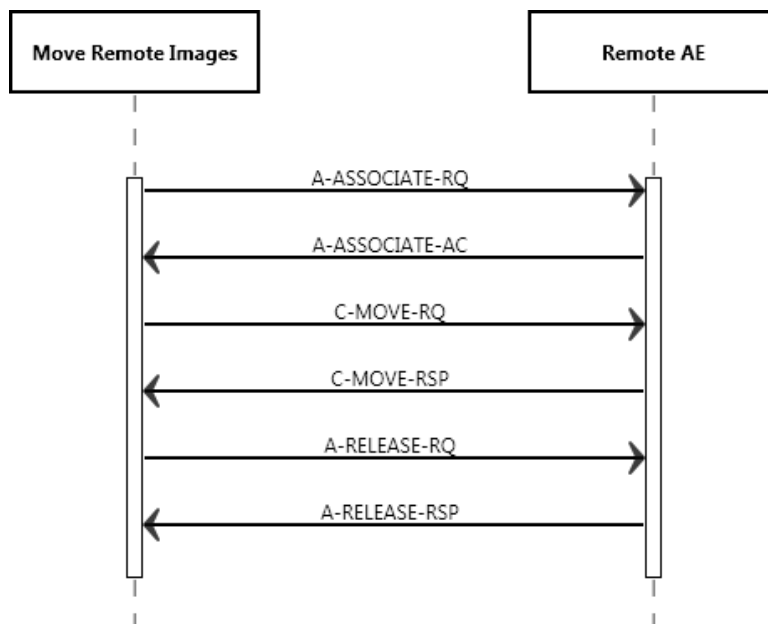 Move Remote Images
Remote AE
A-ASSOCIATE-RQ
A-ASSOCIATE-AC
C-MOVE-RQ
C-MOVE-RSP
A-RELEASE-RQ
A-RELEASE-RSP